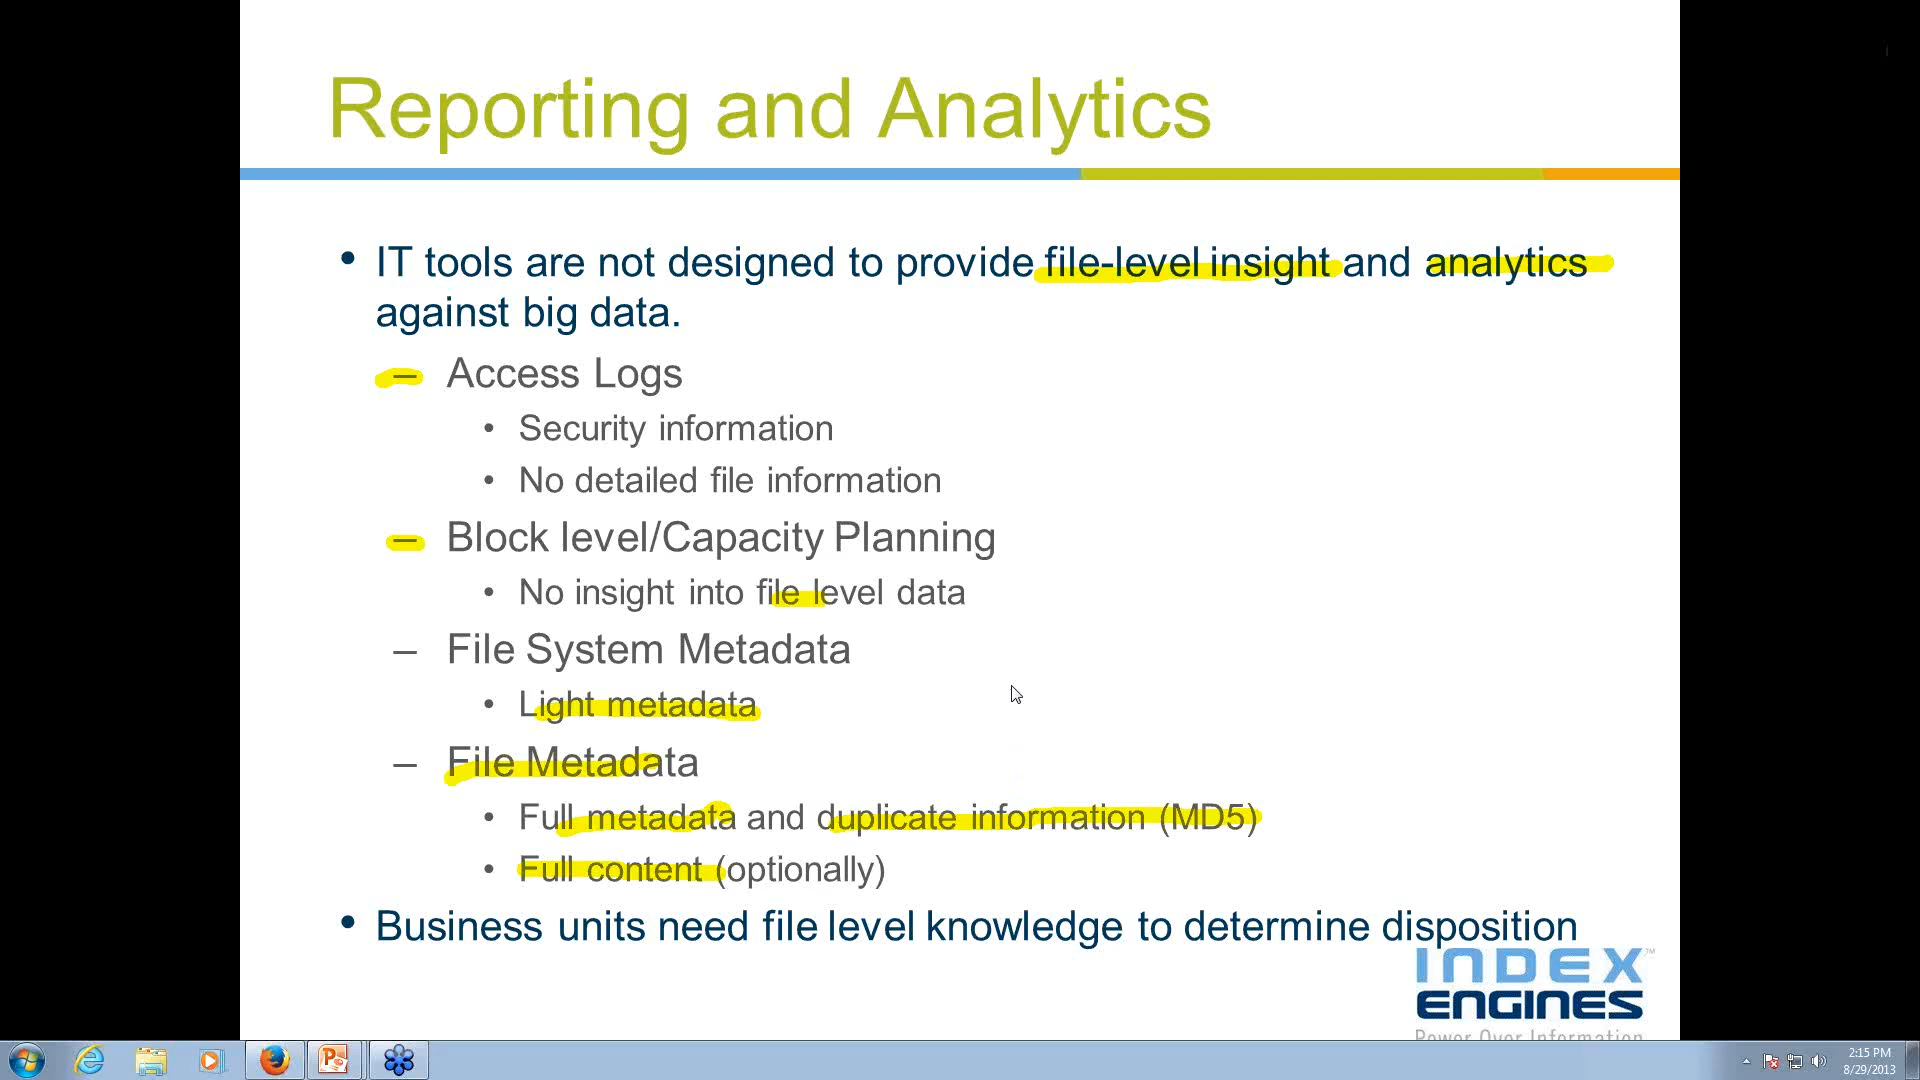 Reporting and Analytics
• IT tools are not designed to provide file-level insight and analytics
against big data.
– Access Logs
• Security information
• No detailed file information
– Block level/Capacity Planning
• No insight into file level data
– File System Metadata
• Light metadata
– File Metadata
• Full metadata and duplicate information (MD5)
• Full content (optionally)
• Business units need file level knowledge to determine disposition
INDEX™
ENGINES
Power Over Information
2:15 PM
8/29/2013